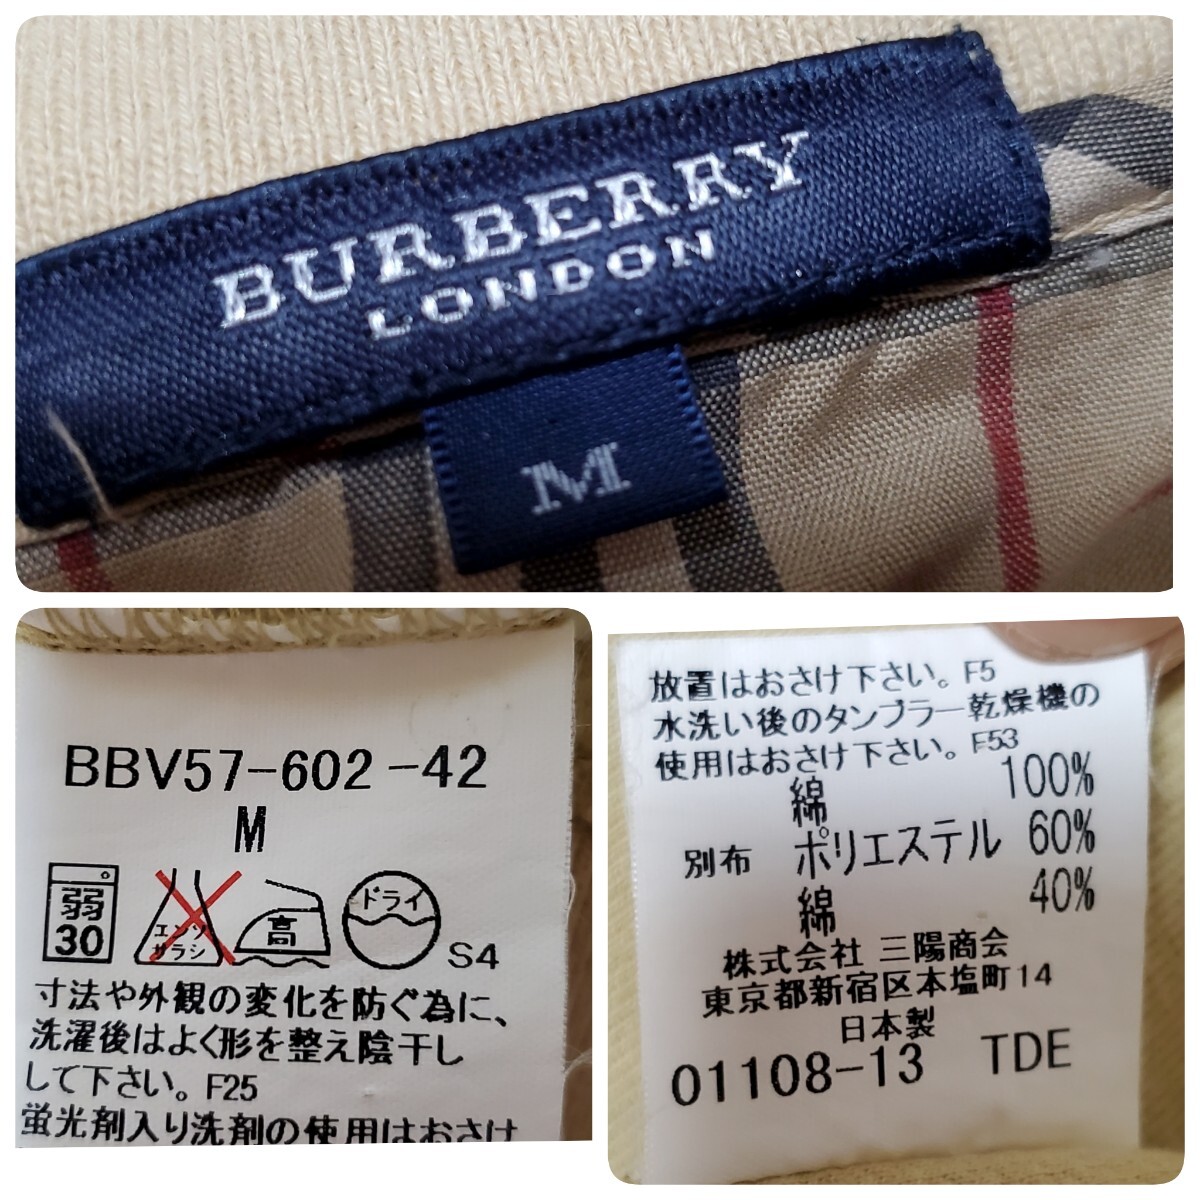 BURBERRY
LONDON
M
BBV57-602-42
M
弱
30
エンソ
サラシ
高
ドライ
S4
寸法や外観の変化を防ぐ為に、
洗濯後はよく形を整え陰干し
して下さい。F25
蛍光剤入り洗剤の使用はおさけ
放置はおさけ下さい。F5
水洗い後のタンブラー乾燥機の
使用はおさけ下さい。F53
綿 100%
別布 ポリエステル 60%
綿 40%
株式会社 三陽商会
東京都新宿区本塩町14
日本製
01108-13 TDE